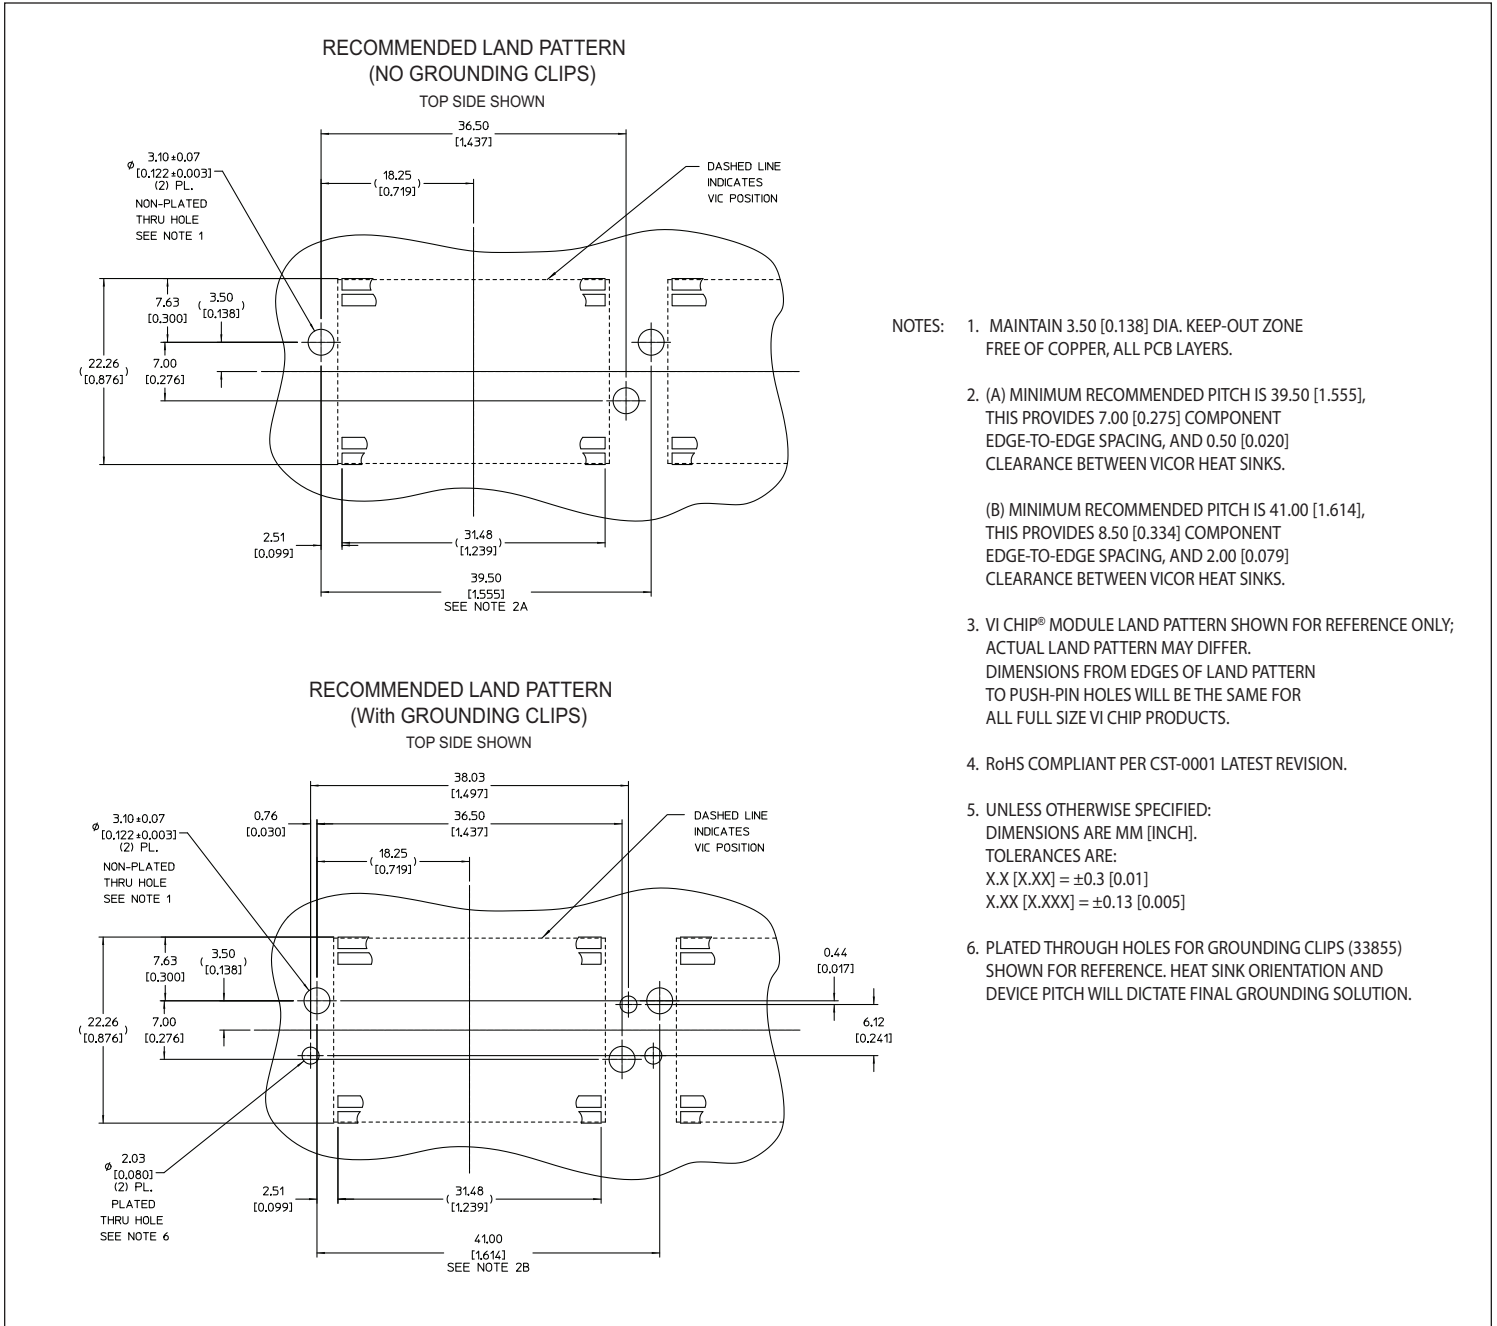 RECOMMENDED LAND PATTERN
(NO GROUNDING CLIPS)
TOP SIDE SHOWN
36.50
[1.437]
ø 3.10 ±0.07
[0.122 ±0.003]
(2) PL.
NON-PLATED
THRU HOLE
SEE NOTE 1
(18.25)
[0.719]
DASHED LINE
INDICATES
VIC POSITION
7.63
[0.300]
(3.50)
[0.138]
(22.26)
[0.876]
7.00
[0.276]
2.51
[0.099]
(31.48)
[1.239]
39.50
[1.555]
SEE NOTE 2A
RECOMMENDED LAND PATTERN
(With GROUNDING CLIPS)
TOP SIDE SHOWN
38.03
[1.497]
ø 3.10 ±0.07
[0.122 ±0.003]
(2) PL.
NON-PLATED
THRU HOLE
SEE NOTE 1
0.76
[0.030]
36.50
[1.437]
(18.25)
[0.719]
DASHED LINE
INDICATES
VIC POSITION
7.63
[0.300]
(3.50)
[0.138]
0.44
[0.017]
(22.26)
[0.876]
7.00
[0.276]
6.12
[0.241]
ø 2.03
[0.080]
(2) PL.
PLATED
THRU HOLE
SEE NOTE 6
2.51
[0.099]
(31.48)
[1.239]
41.00
[1.614]
SEE NOTE 2B
NOTES: 1. MAINTAIN 3.50 [0.138] DIA. KEEP-OUT ZONE
FREE OF COPPER, ALL PCB LAYERS.
2. (A) MINIMUM RECOMMENDED PITCH IS 39.50 [1.555],
THIS PROVIDES 7.00 [0.275] COMPONENT
EDGE-TO-EDGE SPACING, AND 0.50 [0.020]
CLEARANCE BETWEEN VICOR HEAT SINKS.
(B) MINIMUM RECOMMENDED PITCH IS 41.00 [1.614],
THIS PROVIDES 8.50 [0.334] COMPONENT
EDGE-TO-EDGE SPACING, AND 2.00 [0.079]
CLEARANCE BETWEEN VICOR HEAT SINKS.
3. VI CHIP® MODULE LAND PATTERN SHOWN FOR REFERENCE ONLY;
ACTUAL LAND PATTERN MAY DIFFER.
DIMENSIONS FROM EDGES OF LAND PATTERN
TO PUSH-PIN HOLES WILL BE THE SAME FOR
ALL FULL SIZE VI CHIP PRODUCTS.
4. RoHS COMPLIANT PER CST-0001 LATEST REVISION.
5. UNLESS OTHERWISE SPECIFIED:
DIMENSIONS ARE MM [INCH].
TOLERANCES ARE:
X.X [X.XX] = ±0.3 [0.01]
X.XX [X.XXX] = ±0.13 [0.005]
6. PLATED THROUGH HOLES FOR GROUNDING CLIPS (33855)
SHOWN FOR REFERENCE. HEAT SINK ORIENTATION AND
DEVICE PITCH WILL DICTATE FINAL GROUNDING SOLUTION.